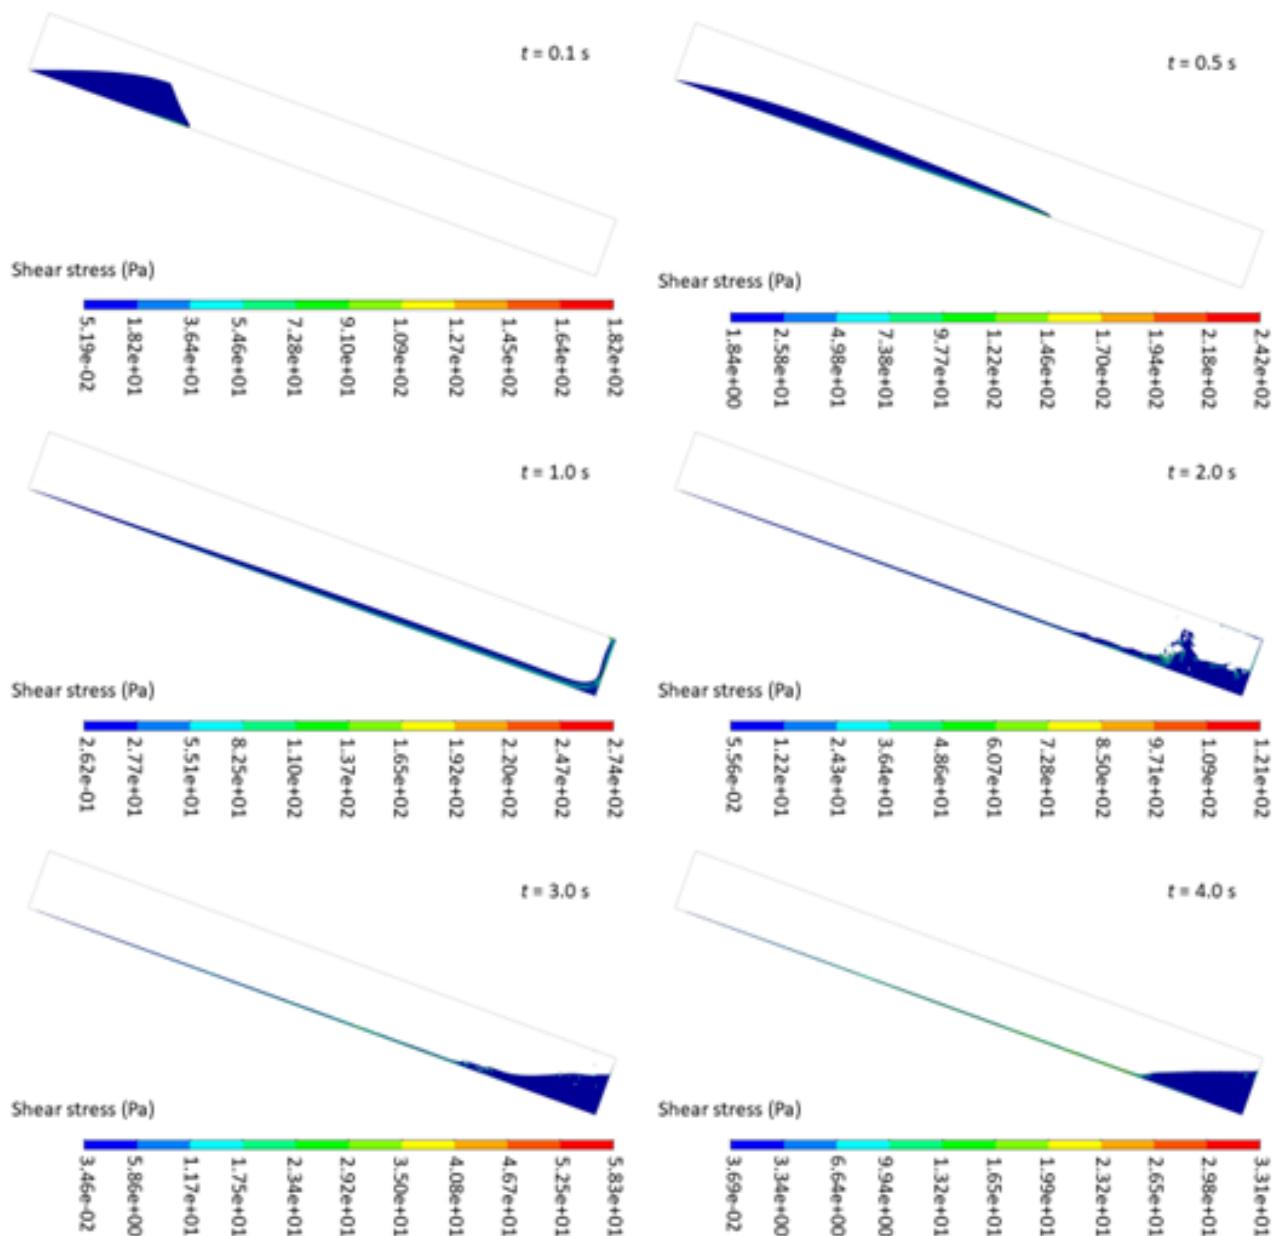 t = 0.1 s
Shear stress (Pa)
5.19e-02 1.82e+01 3.64e+01 5.46e+01 7.28e+01 9.10e+01 1.09e+02 1.27e+02 1.45e+02 1.64e+02 1.82e+02
t = 0.5 s
Shear stress (Pa)
1.84e+00 2.58e+01 4.98e+01 7.38e+01 9.77e+01 1.22e+02 1.46e+02 1.70e+02 1.94e+02 2.18e+02 2.42e+02
t = 1.0 s
Shear stress (Pa)
2.62e-01 2.77e+01 5.51e+01 8.25e+01 1.10e+02 1.37e+02 1.65e+02 1.92e+02 2.20e+02 2.47e+02 2.74e+02
t = 2.0 s
Shear stress (Pa)
5.56e-02 1.22e+01 2.43e+01 3.64e+01 4.86e+01 6.07e+01 7.28e+01 8.50e+01 9.71e+02 1.09e+02 1.21e+02
t = 3.0 s
Shear stress (Pa)
3.46e-02 5.86e+00 1.17e+01 1.75e+01 2.34e+01 2.92e+01 3.50e+01 4.08e+01 4.67e+01 5.25e+01 5.83e+01
t = 4.0 s
Shear stress (Pa)
3.69e-02 3.34e+00 6.64e+00 9.94e+00 1.32e+01 1.65e+01 1.99e+01 2.32e+01 2.65e+01 2.98e+01 3.31e+01